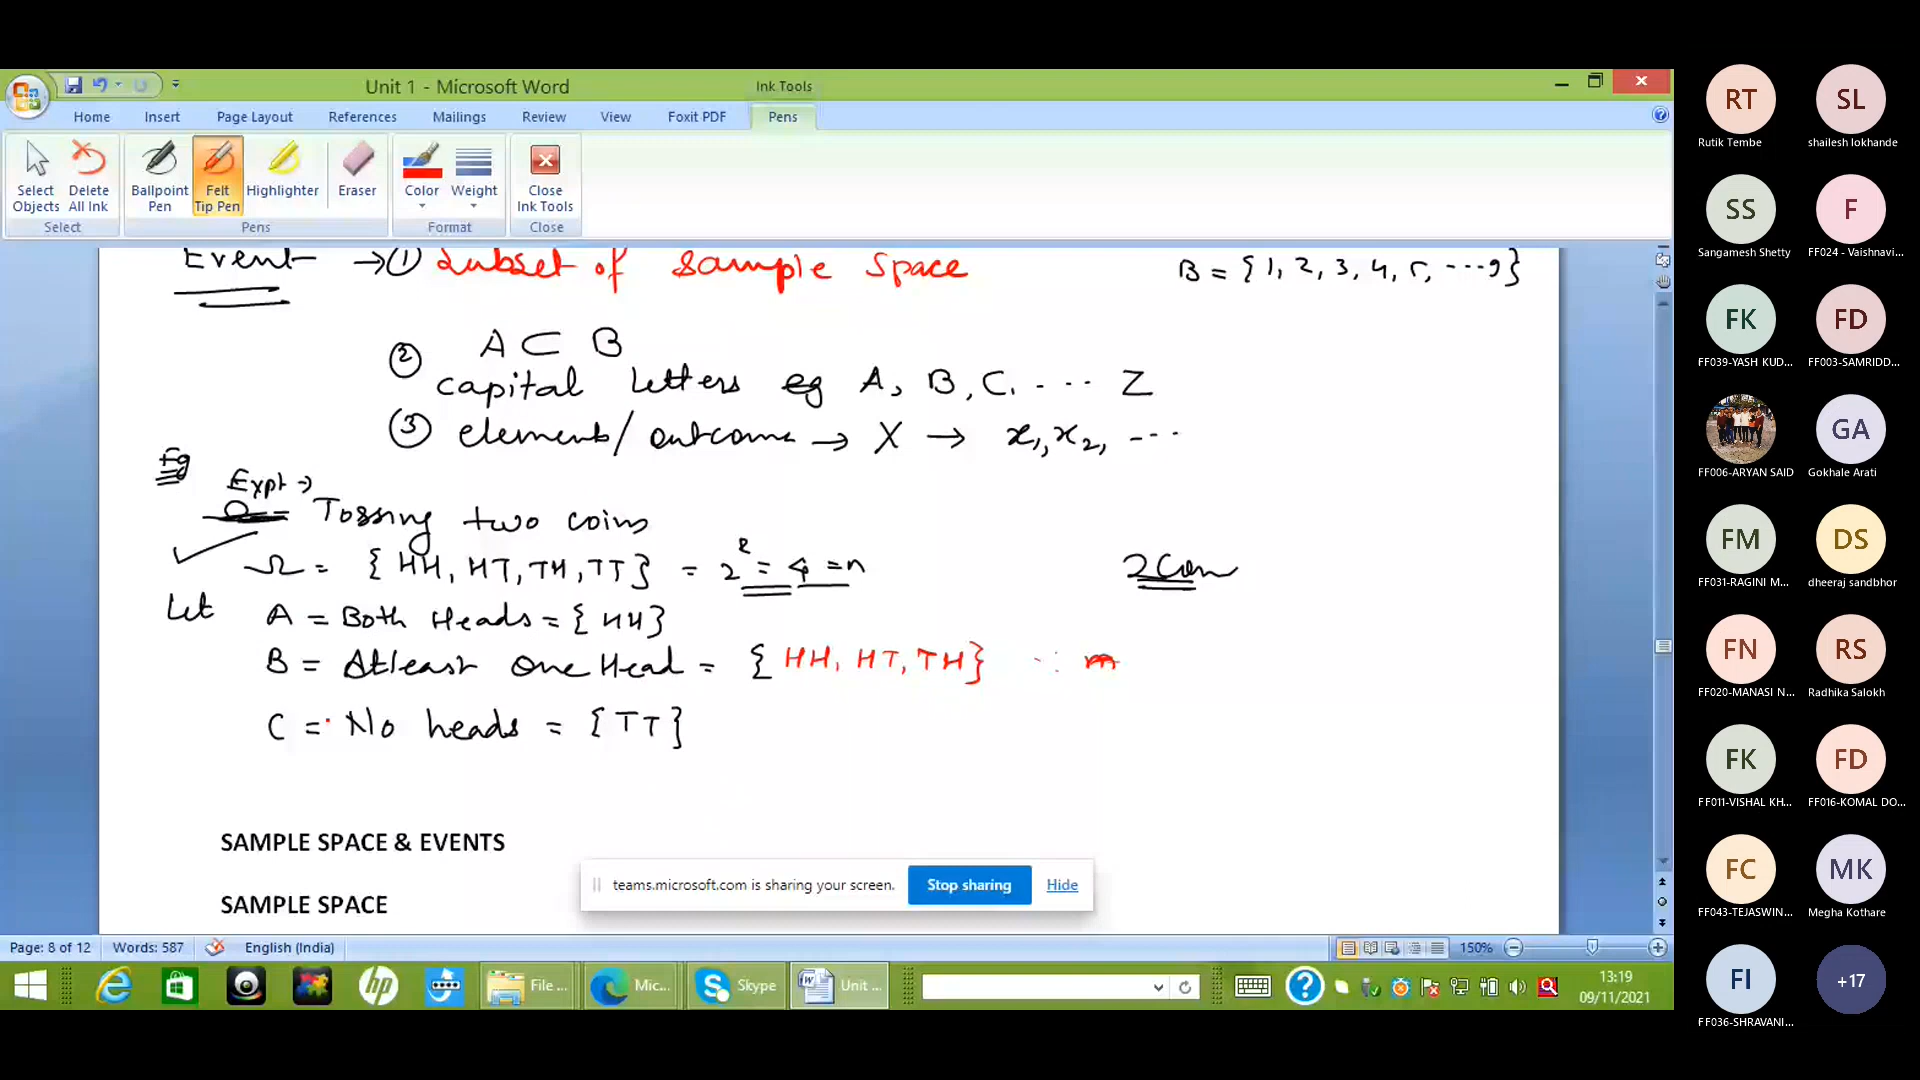 Unit 1 - Microsoft Word
Ink Tools
Home Insert Page Layout References Mailings Review View Foxit PDF Pens
Select Objects
Delete All Ink
Ballpoint Pen
Felt Tip Pen
Highlighter
Eraser
Color
Weight
Close Ink Tools
Select Pens Format Close
Event → ① Subset of Sample Space
B = {1, 2, 3, 4, 5, ---9}
② A ⊂ B
capital letters eg A, B, C, ---- Z
③ elements/ outcome → X → x1, x2, ---
Eg
Expt →
Tossing two coins
Ω = {HH, HT, TH, TT} = 2² = 4 = n
2 Coin
Let A = Both Heads = {HH}
B = Atleast One Head = {HH, HT, TH} -- : m
C = No heads = {TT}
SAMPLE SPACE & EVENTS
SAMPLE SPACE
teams.microsoft.com is sharing your screen. Stop sharing Hide
Page: 8 of 12 Words: 587 English (India) 150%
File ... Mic... Skype Unit ...
13:19
09/11/2021
RT SL
Rutik Tembe shailesh lokhande
SS F
Sangamesh Shetty FF024 - Vaishnavi...
FK FD
FF039-YASH KUD... FF003-SAMRIDD...
GA
FF006-ARYAN SAID Gokhale Arati
FM DS
FF031-RAGINI M... dheeraj sandbhor
FN RS
FF020-MANASI N... Radhika Salokh
FK FD
FF011-VISHAL KH... FF016-KOMAL DO...
FC MK
FF043-TEJASWIN... Megha Kothare
FI +17
FF036-SHRAVANI...